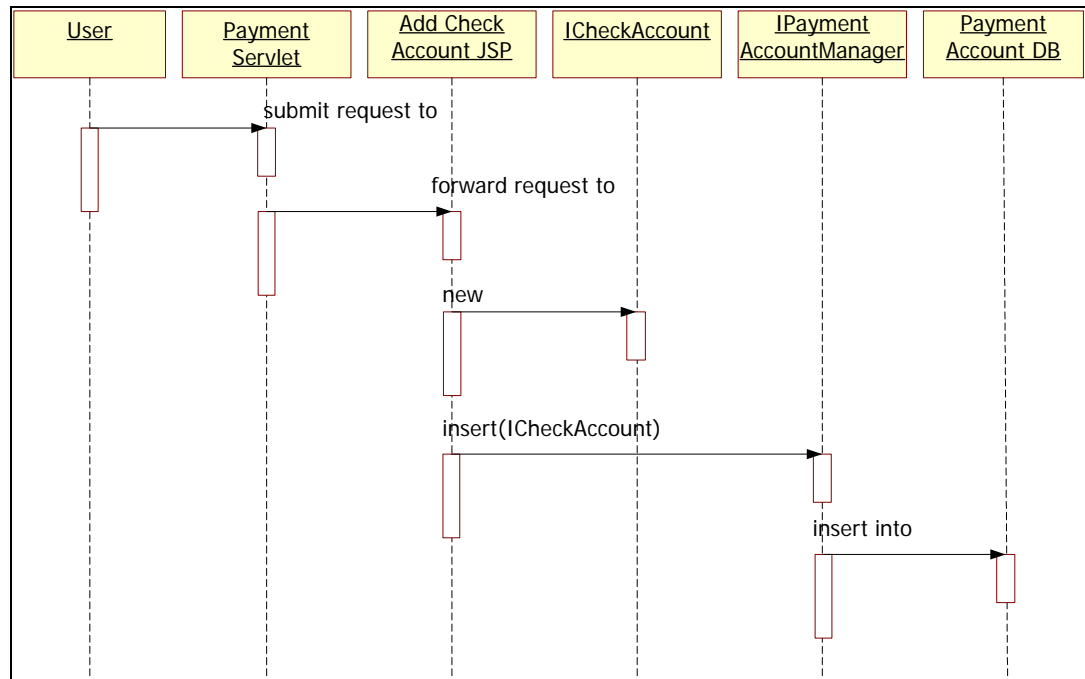 User
Payment
Servlet
Add Check
Account JSP
ICheckAccount
IPayment
AccountManager
Payment
Account DB
submit request to
forward request to
new
insert(ICheckAccount)
insert into